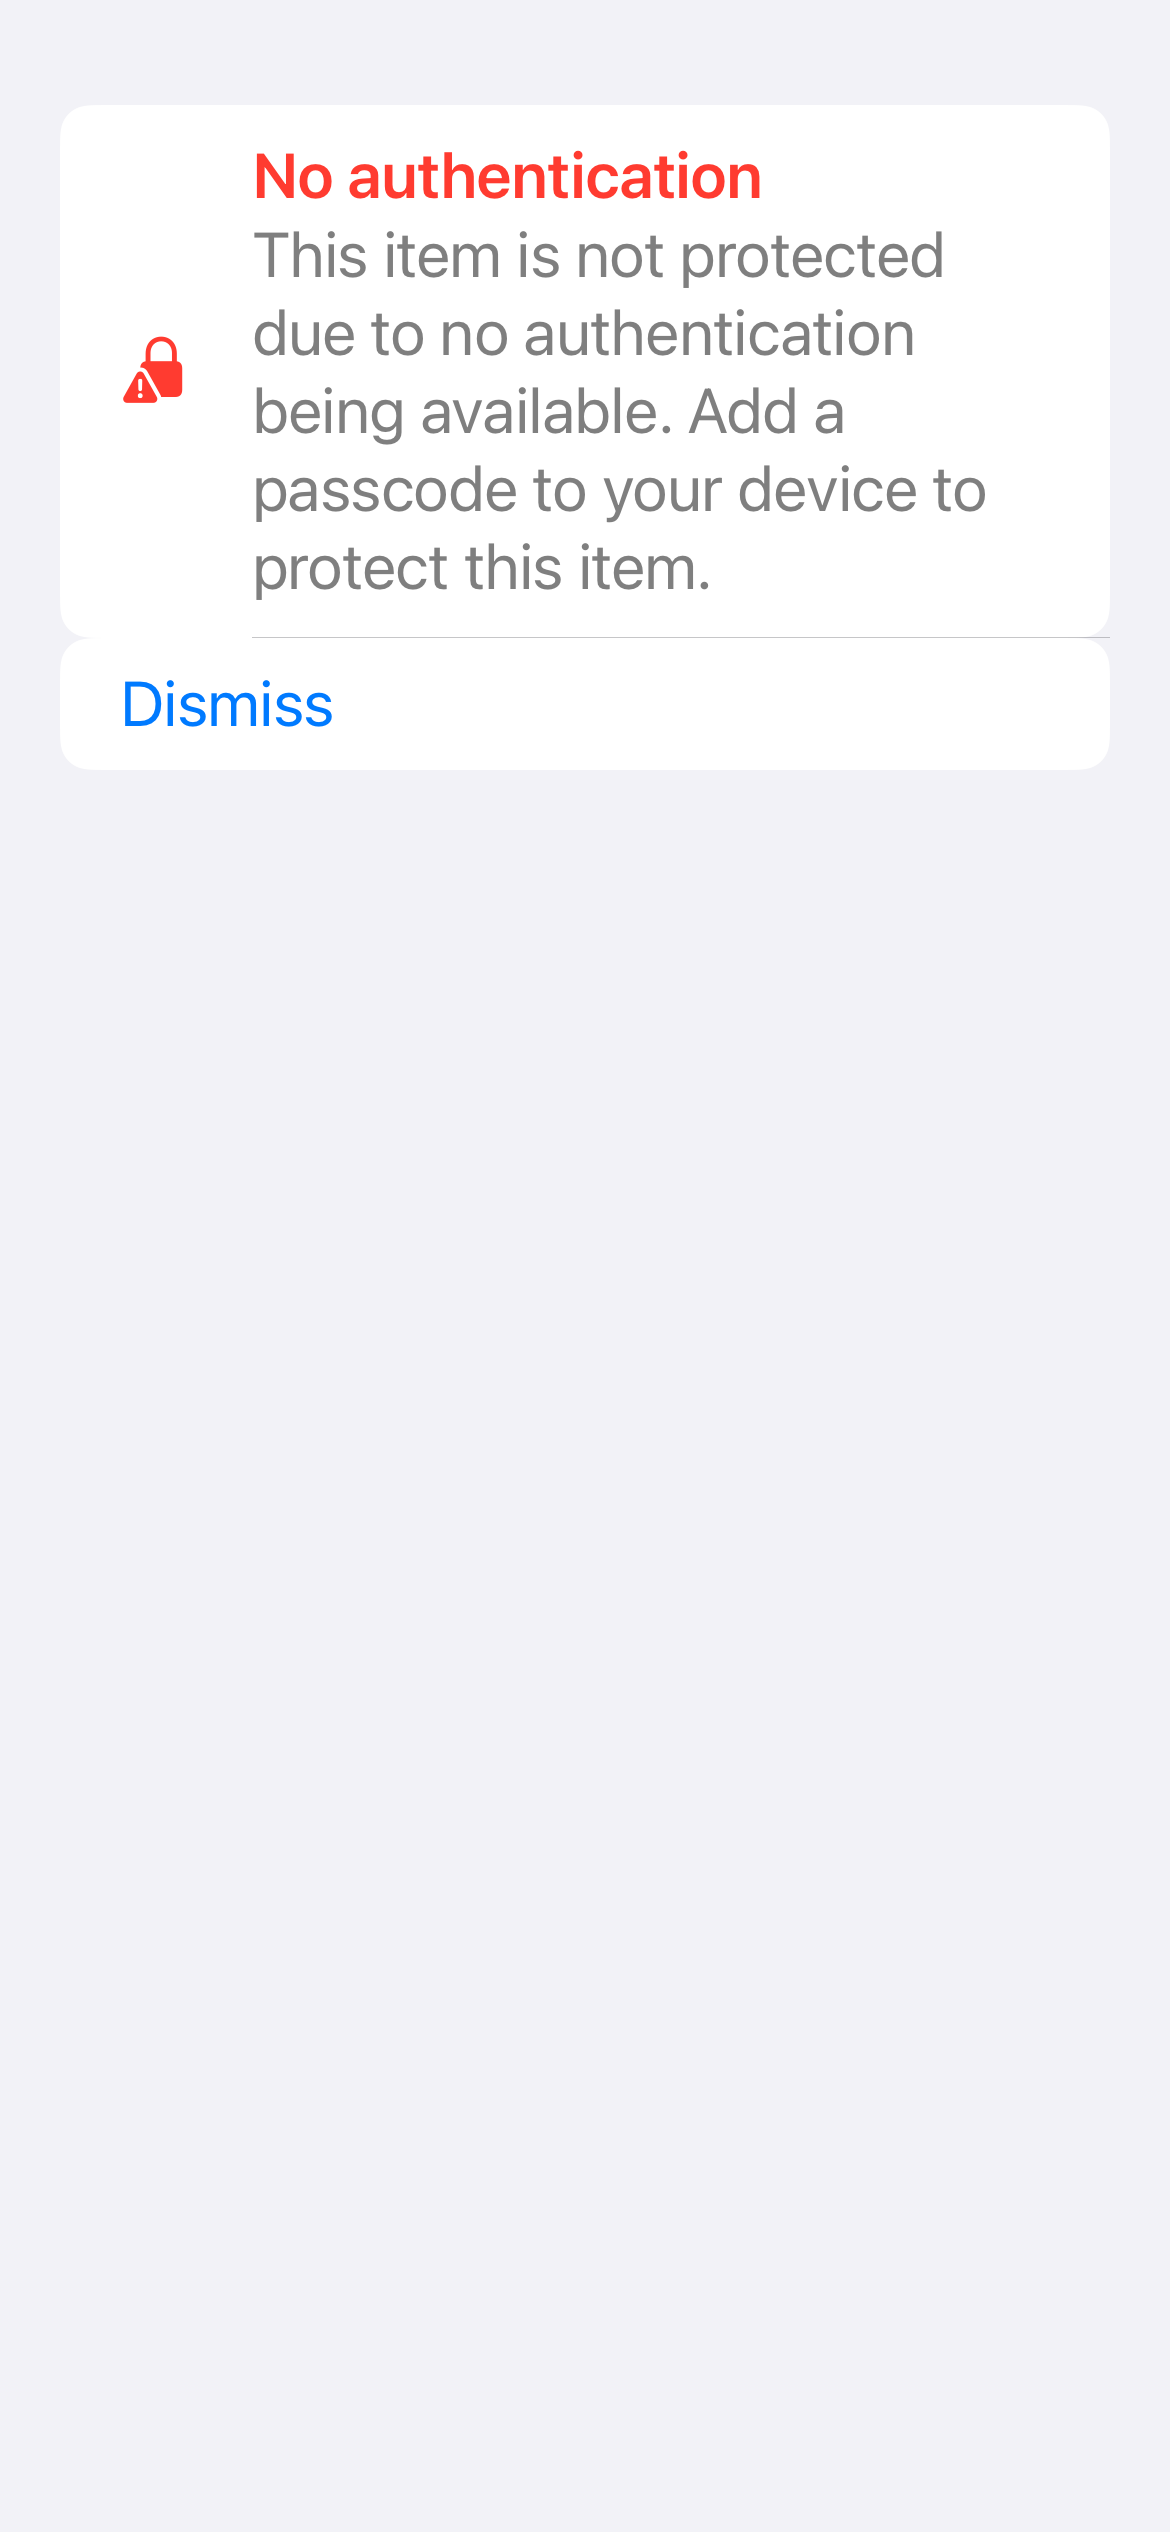 No authentication
This item is not protected
due to no authentication
being available. Add a
passcode to your device to
protect this item.
Dismiss